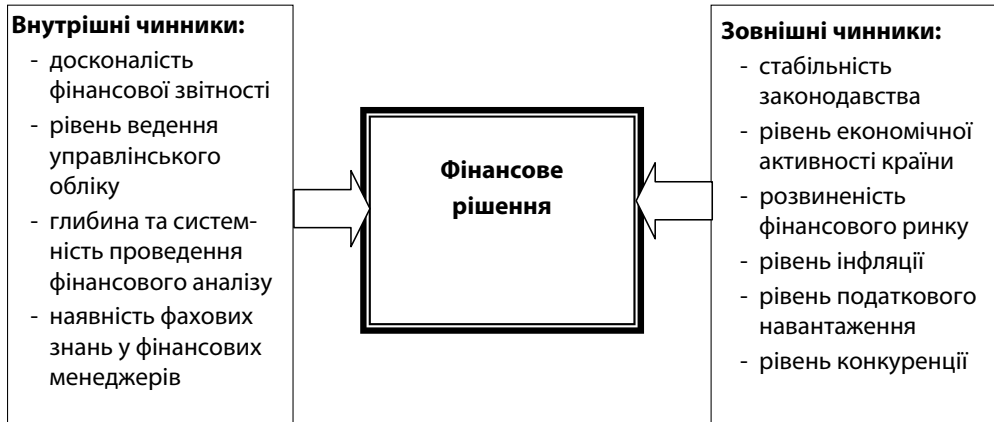 Внутрішні чинники:
- досконалість
фінансової звітності
- рівень ведення
управлінського
обліку
- глибина та систем-
ність проведення
фінансового аналізу
- наявність фахових
знань у фінансових
менеджерів
Фінансове
рішення
Зовнішні чинники:
- стабільність
законодавства
- рівень економічної
активності країни
- розвиненість
фінансового ринку
- рівень інфляції
- рівень податкового
навантаження
- рівень конкуренції